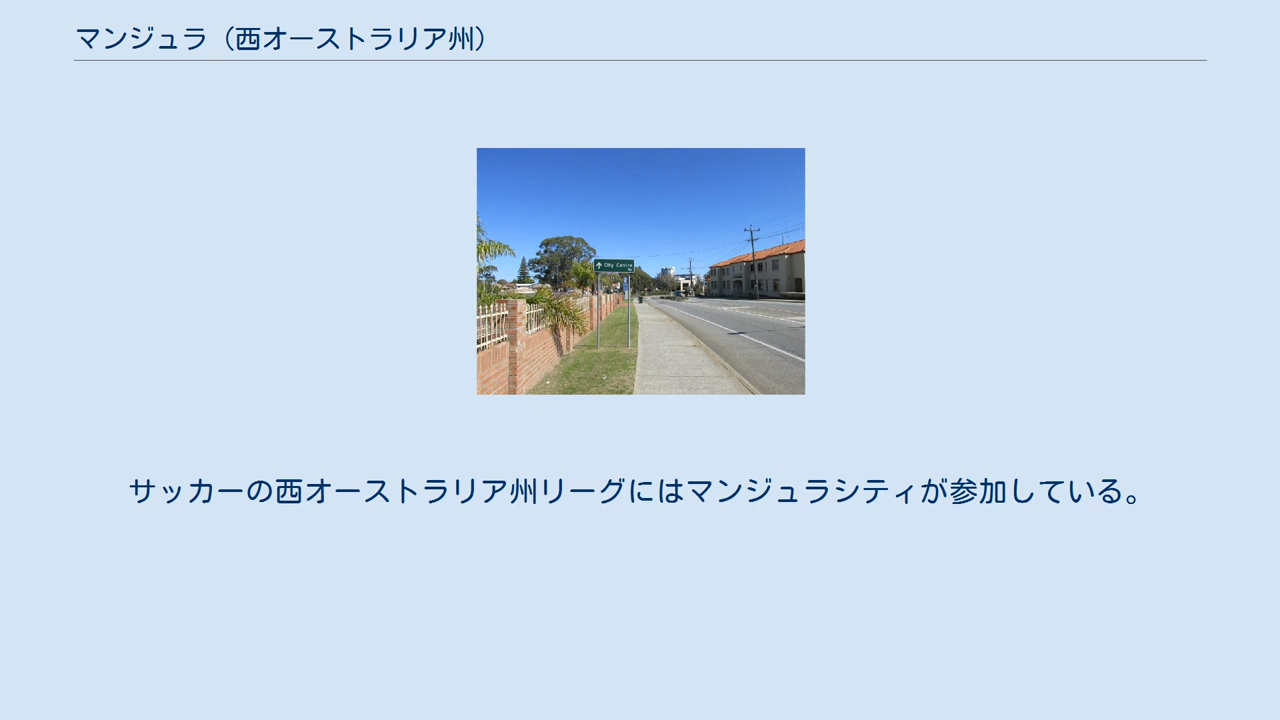 マンジュラ（西オーストラリア州）
City Centre
サッカーの西オーストラリア州リーグにはマンジュラシティが参加している。